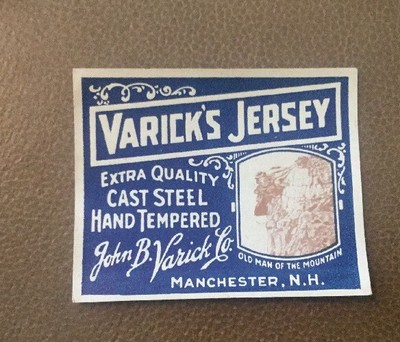 VARICK'S JERSEY
EXTRA QUALITY
CAST STEEL
HAND TEMPERED
John B. Varick Co.
OLD MAN OF THE MOUNTAIN
MANCHESTER, N.H.